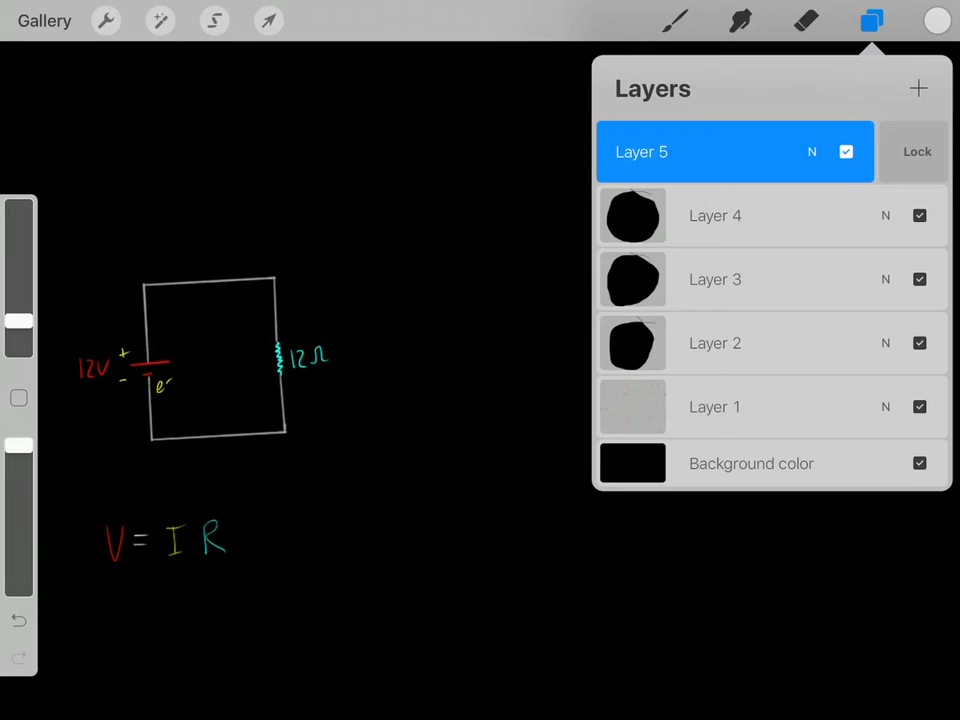 Gallery
Layers
Layer 5 N Lock
Layer 4 N
Layer 3 N
Layer 2 N
Layer 1 N
Background color
12V + - e⁻
12Ω
V = I R